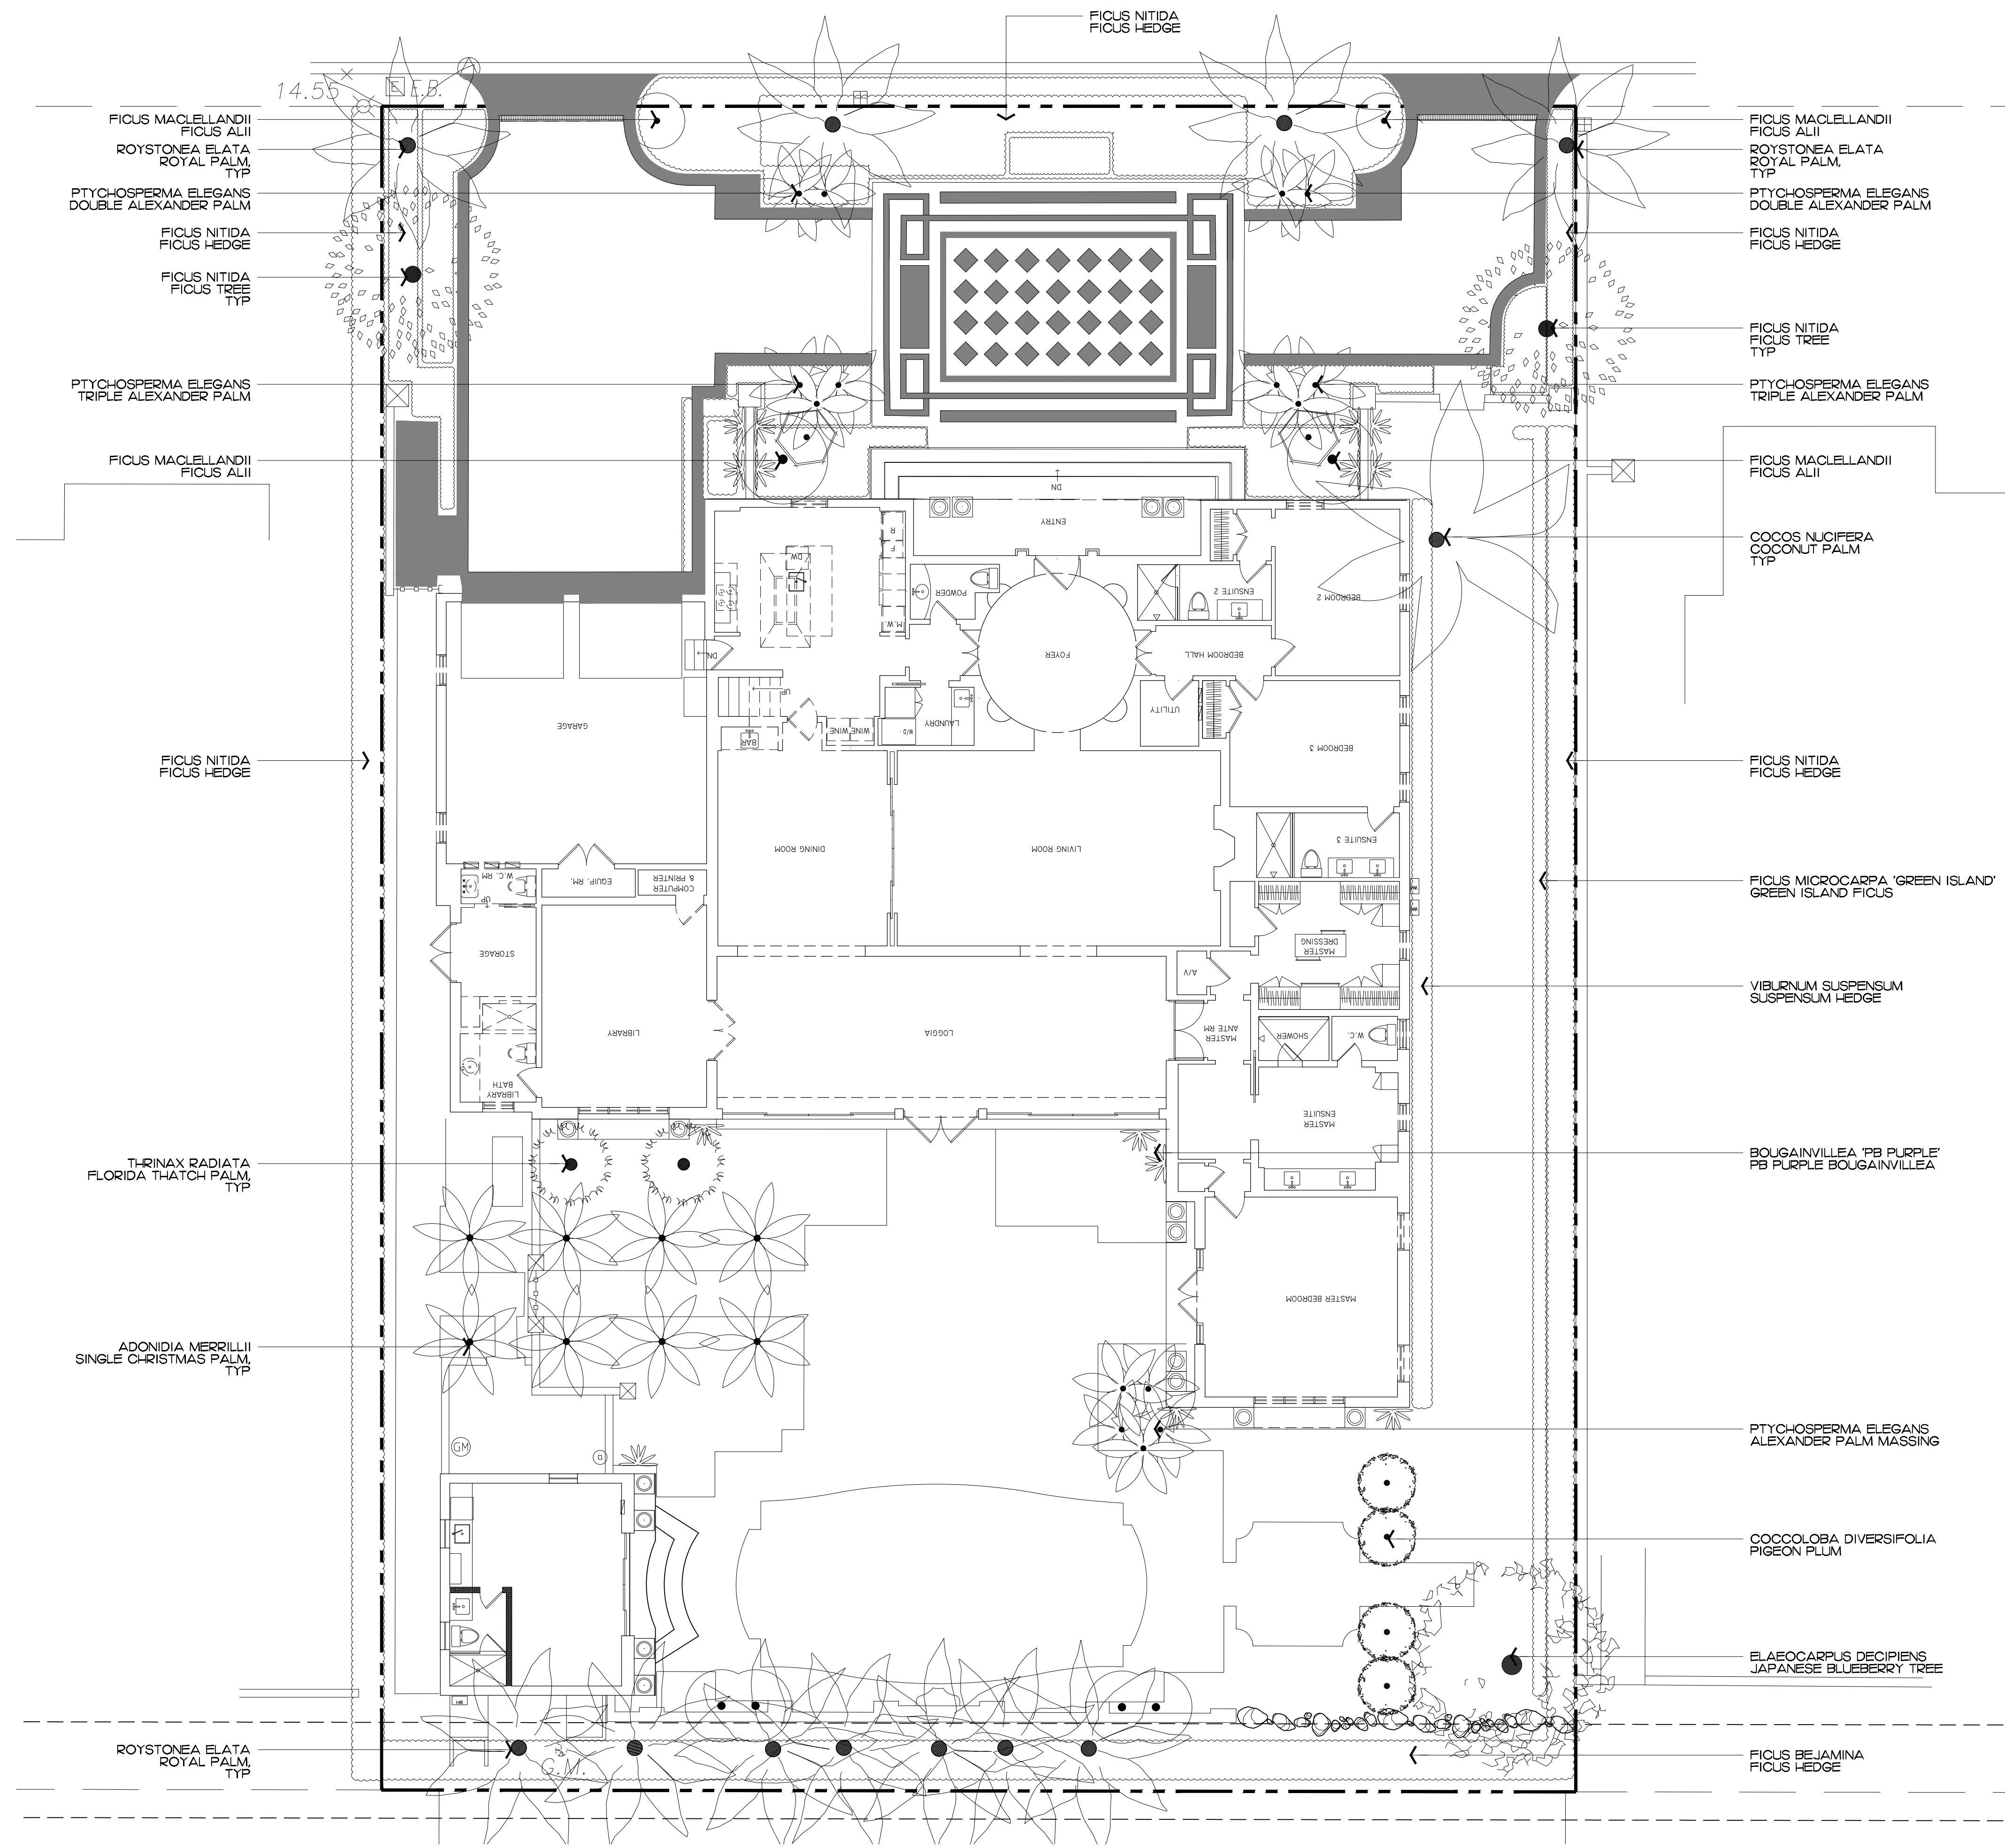 FICUS NITIDA
FICUS HEDGE
14.55
E
E.B.
FICUS MACLELLANDII
FICUS ALII
ROYSTONEA ELATA
ROYAL PALM,
TYP
PTYCHOSPERMA ELEGANS
DOUBLE ALEXANDER PALM
FICUS NITIDA
FICUS HEDGE
FICUS NITIDA
FICUS TREE
TYP
PTYCHOSPERMA ELEGANS
TRIPLE ALEXANDER PALM
FICUS MACLELLANDII
FICUS ALII
FICUS NITIDA
FICUS HEDGE
THRINAX RADIATA
FLORIDA THATCH PALM,
TYP
ADONIDIA MERRILLII
SINGLE CHRISTMAS PALM,
TYP
ROYSTONEA ELATA
ROYAL PALM,
TYP
FICUS MACLELLANDII
FICUS ALII
ROYSTONEA ELATA
ROYAL PALM,
TYP
PTYCHOSPERMA ELEGANS
DOUBLE ALEXANDER PALM
FICUS NITIDA
FICUS HEDGE
FICUS NITIDA
FICUS TREE
TYP
PTYCHOSPERMA ELEGANS
TRIPLE ALEXANDER PALM
FICUS MACLELLANDII
FICUS ALII
COCOS NUCIFERA
COCONUT PALM
TYP
FICUS NITIDA
FICUS HEDGE
FICUS MICROCARPA 'GREEN ISLAND'
GREEN ISLAND FICUS
VIBURNUM SUSPENSUM
SUSPENSUM HEDGE
BOUGAINVILLEA 'PB PURPLE'
PB PURPLE BOUGAINVILLEA
PTYCHOSPERMA ELEGANS
ALEXANDER PALM MASSING
COCCOLOBA DIVERSIFOLIA
PIGEON PLUM
ELAEOCARPUS DECIPIENS
JAPANESE BLUEBERRY TREE
FICUS BEJAMINA
FICUS HEDGE
DN
ENTRY
R
F
DW
M.W.
POWDER
ENSUITE 2
BEDROOM 2
DN
FOYER
BEDROOM HALL
UP
LAUNDRY
W/D
UTILITY
GARAGE
BAR
WINE
WINE
BEDROOM 3
DINING ROOM
LIVING ROOM
ENSUITE 3
W.C. RM
EQUIP. RM.
COMPUTER
& PRINTER
UP
STORAGE
MASTER
DRESSING
A/V
LIBRARY
LOGGIA
MASTER
ANTE RM
SHOWER
W.C.
LIBRARY
BATH
MASTER
ENSUITE
MASTER BEDROOM
GM
G.M.